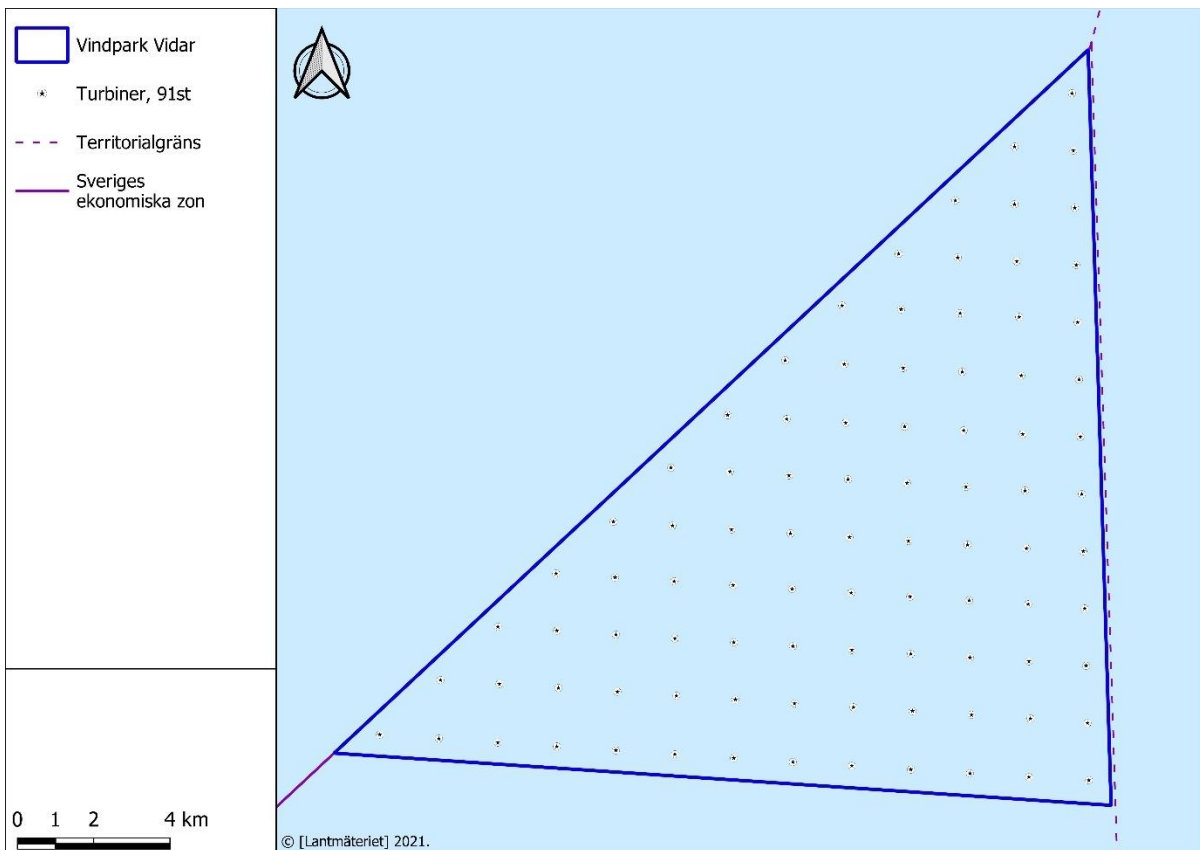 Vindpark Vidar
Turbiner, 91st
Territorialgräns
Sveriges
ekonomiska zon
0 1 2 4 km
© [Lantmäteriet] 2021.